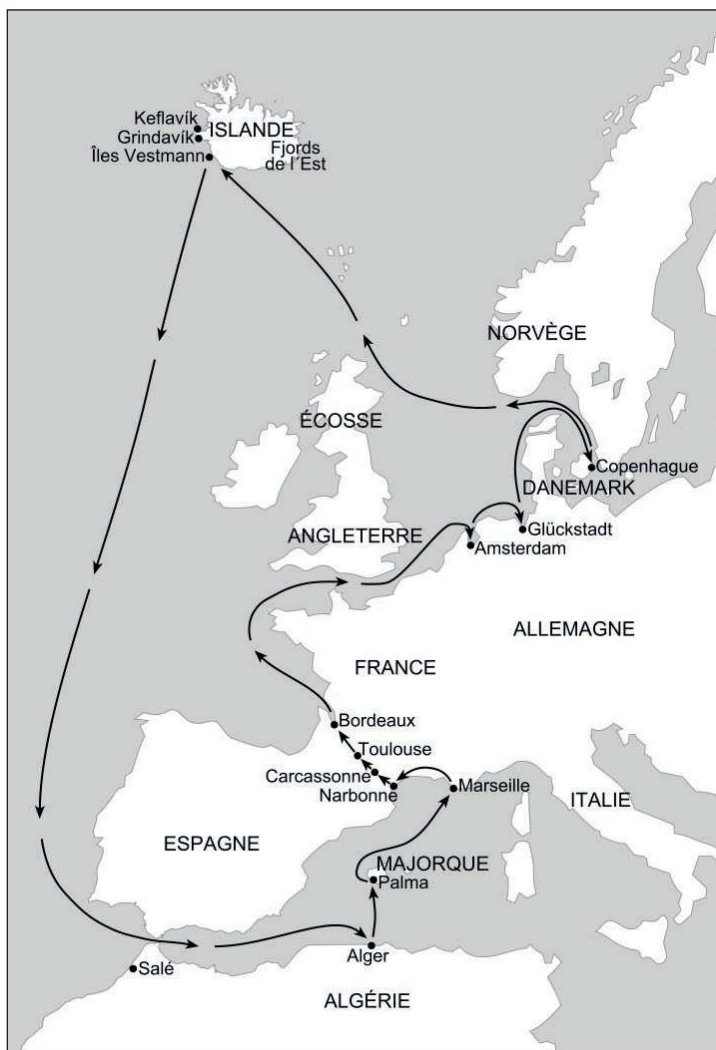 Keflavík
ISLANDE
Grindavík
Îles Vestmann
Fjords
de l´Est
NORVÈGE
ÉCOSSE
Copenhague
DANEMARK
ANGLETERRE
Glückstadt
Amsterdam
ALLEMAGNE
FRANCE
Bordeaux
Toulouse
Carcassonne
Narbonne
Marseille
ITALIE
ESPAGNE
MAJORQUE
Palma
Alger
Salé
ALGÉRIE